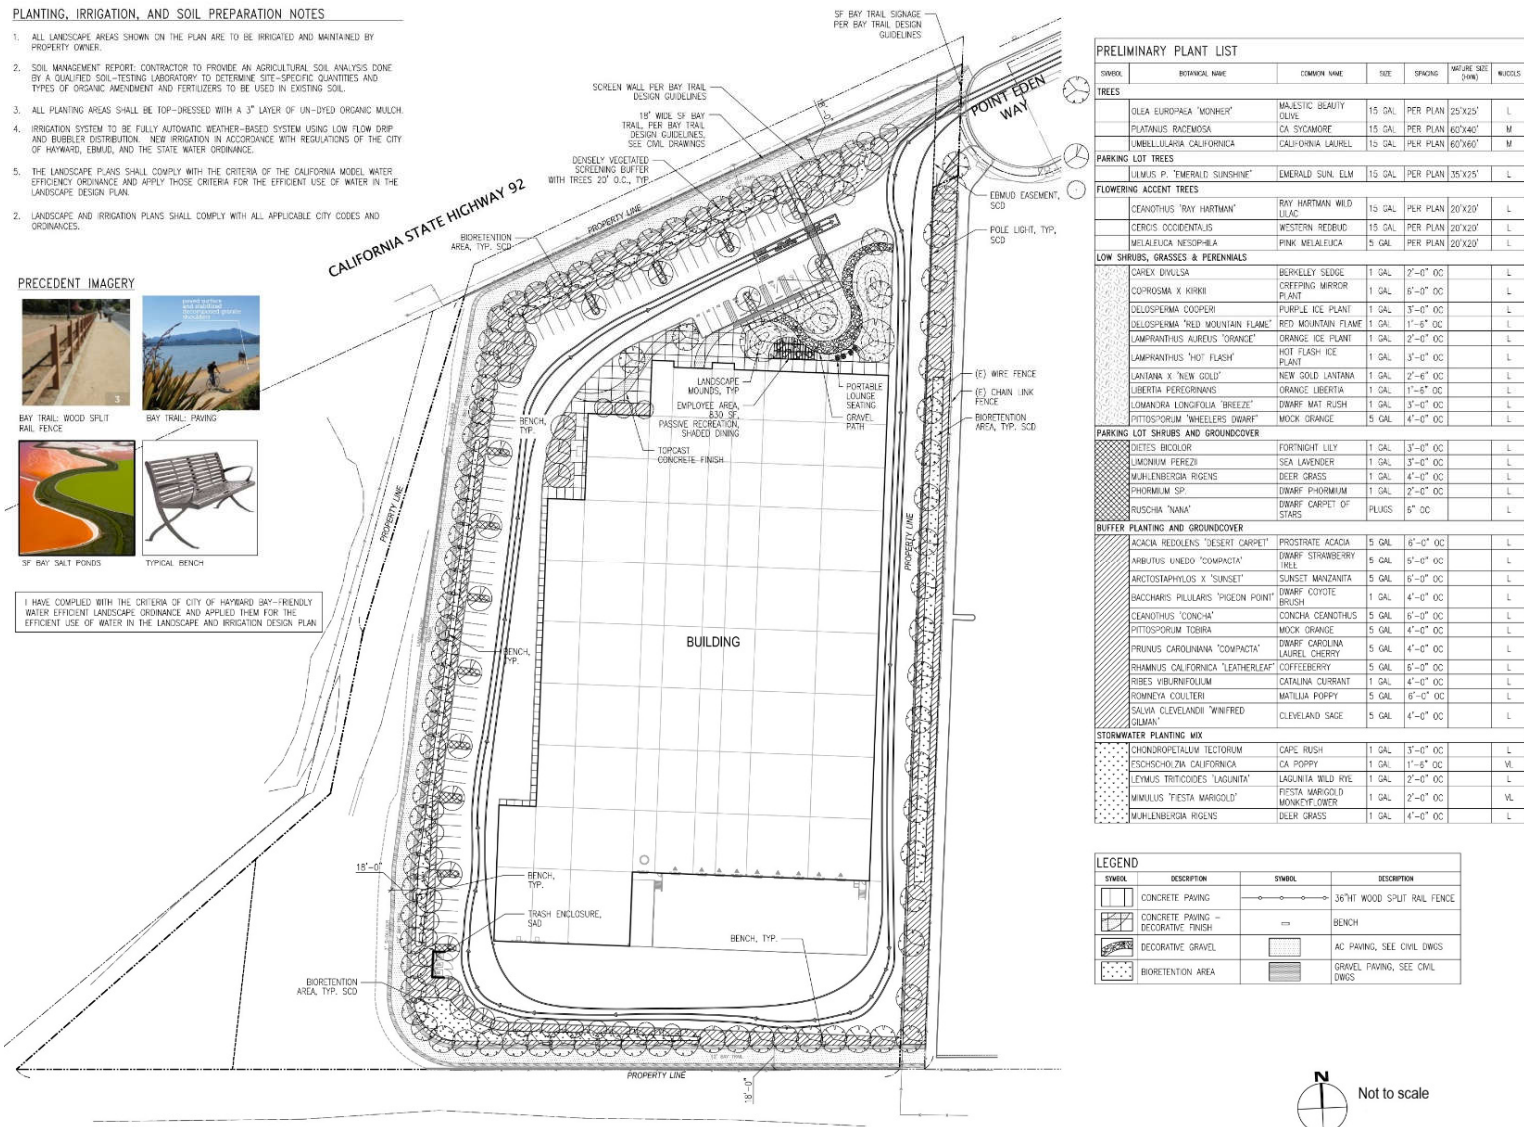 PLANTING, IRRIGATION, AND SOIL PREPARATION NOTES
1. ALL LANDSCAPE AREAS SHOWN ON THE PLAN ARE TO BE IRRIGATED AND MAINTAINED BY
PROPERTY OWNER.
2. SOIL MANAGEMENT REPORT: CONTRACTOR TO PROVIDE AN AGRICULTURAL SOIL ANALYSIS DONE
BY A QUALIFIED SOIL-TESTING LABORATORY TO DETERMINE SITE-SPECIFIC QUANTITIES AND
TYPES OF ORGANIC AMENDMENT AND FERTILIZERS TO BE USED IN EXISTING SOIL.
3. ALL PLANTING AREAS SHALL BE TOP-DRESSED WITH A 3" LAYER OF UN-DYED ORGANIC MULCH.
4. IRRIGATION SYSTEM TO BE FULLY AUTOMATIC WEATHER-BASED SYSTEM USING LOW FLOW DRIP
AND BUBBLER DISTRIBUTION. NEW IRRIGATION IN ACCORDANCE WITH REGULATIONS OF THE CITY
OF HAYWARD, EBMUD, AND THE STATE WATER ORDINANCE.
5. THE LANDSCAPE PLANS SHALL COMPLY WITH THE CRITERIA OF THE CALIFORNIA MODEL WATER
EFFICIENCY ORDINANCE AND APPLY THOSE CRITERIA FOR THE EFFICIENT USE OF WATER IN THE
LANDSCAPE DESIGN PLAN.
2. LANDSCAPE AND IRRIGATION PLANS SHALL COMPLY WITH ALL APPLICABLE CITY CODES AND
ORDINANCES.
PRECEDENT IMAGERY
paved surface
and stabilized
decomposed granite
shoulders
3
BAY TRAIL: WOOD SPLIT
RAIL FENCE
BAY TRAIL: PAVING
SF BAY SALT PONDS
TYPICAL BENCH
I HAVE COMPLIED WITH THE CRITERIA OF CITY OF HAYWARD BAY-FRIENDLY
WATER EFFICIENT LANDSCAPE ORDINANCE AND APPLIED THEM FOR THE
EFFICIENT USE OF WATER IN THE LANDSCAPE AND IRRIGATION DESIGN PLAN
SF BAY TRAIL SIGNAGE
PER BAY TRAIL DESIGN
GUIDELINES
SCREEN WALL PER BAY TRAIL
DESIGN GUIDELINES
18' WIDE SF BAY
TRAIL, PER BAY TRAIL
DESIGN GUIDELINES,
SEE CIVIL DRAWINGS
DENSELY VEGETATED
SCREENING BUFFER
WITH TREES 20' O.C., TYP
CALIFORNIA STATE HIGHWAY 92
PROPERTY LINE
BIORETENTION
AREA, TYP. SCD
POINT EDEN
WAY
EBMUD EASEMENT,
SCD
POLE LIGHT, TYP,
SCD
(E) WIRE FENCE
(E) CHAIN LINK
FENCE
BIORETENTION
AREA, TYP. SCD
LANDSCAPE
MOUNDS, TYP
EMPLOYEE AREA,
830 SF,
PASSIVE RECREATION,
SHADED DINING
TOPCAST
CONCRETE FINISH
PORTABLE
LOUNGE
SEATING
GRAVEL
PATH
BENCH,
TYP.
PROPERTY LINE
PROPERTY LINE
BUILDING
BENCH,
TYP.
18'-0"
BENCH,
TYP.
TRASH ENCLOSURE,
SAD
BENCH, TYP.
BIORETENTION
AREA, TYP. SCD
PROPERTY LINE
18'-0"
PRELIMINARY PLANT LIST
SYMBOL BOTANICAL NAME COMMON NAME SIZE SPACING MATURE SIZE (HXW) WUCOLS
TREES
OLEA EUROPAEA 'MONHER' MAJESTIC BEAUTY OLIVE 15 GAL PER PLAN 25'X25' L
PLATANUS RACEMOSA CA SYCAMORE 15 GAL PER PLAN 60'X40' M
UMBELLULARIA CALIFORNICA CALIFORNIA LAUREL 15 GAL PER PLAN 60'X60' M
PARKING LOT TREES
ULMUS P. 'EMERALD SUNSHINE' EMERALD SUN. ELM 15 GAL PER PLAN 35'X25' L
FLOWERING ACCENT TREES
CEANOTHUS 'RAY HARTMAN' RAY HARTMAN WILD LILAC 15 GAL PER PLAN 20'X20' L
CERCIS OCCIDENTALIS WESTERN REDBUD 15 GAL PER PLAN 20'X20' L
MELALEUCA NESOPHILA PINK MELALEUCA 5 GAL PER PLAN 20'X20' L
LOW SHRUBS, GRASSES & PERENNIALS
CAREX DIVULSA BERKELEY SEDGE 1 GAL 2'-0" OC L
COPROSMA X KIRKII CREEPING MIRROR PLANT 1 GAL 6'-0" OC L
DELOSPERMA COOPERI PURPLE ICE PLANT 1 GAL 3'-0" OC L
DELOSPERMA 'RED MOUNTAIN FLAME' RED MOUNTAIN FLAME 1 GAL 1'-6" OC L
LAMPRANTHUS AUREUS 'ORANGE' ORANGE ICE PLANT 1 GAL 2'-0" OC L
LAMPRANTHUS 'HOT FLASH' HOT FLASH ICE PLANT 1 GAL 3'-0" OC L
LANTANA X 'NEW GOLD' NEW GOLD LANTANA 1 GAL 2'-6" OC L
LIBERTIA PEREGRINANS ORANGE LIBERTIA 1 GAL 1'-6" OC L
LOMANDRA LONGIFOLIA 'BREEZE' DWARF MAT RUSH 1 GAL 3'-0" OC L
PITTOSPORUM 'WHEELERS DWARF' MOCK ORANGE 5 GAL 4'-0" OC L
PARKING LOT SHRUBS AND GROUNDCOVER
DIETES BICOLOR FORTNIGHT LILY 1 GAL 3'-0" OC L
LIMONIUM PEREZII SEA LAVENDER 1 GAL 3'-0" OC L
MUHLENBERGIA RIGENS DEER GRASS 1 GAL 4'-0" OC L
PHORMIUM SP. DWARF PHORMIUM 1 GAL 2'-0" OC L
RUSCHIA 'NANA' DWARF CARPET OF STARS PLUGS 6" OC L
BUFFER PLANTING AND GROUNDCOVER
ACACIA REDOLENS 'DESERT CARPET' PROSTRATE ACACIA 5 GAL 6'-0" OC L
ARBUTUS UNEDO 'COMPACTA' DWARF STRAWBERRY TREE 5 GAL 5'-0" OC L
ARCTOSTAPHYLOS X 'SUNSET' SUNSET MANZANITA 5 GAL 6'-0" OC L
BACCHARIS PILULARIS 'PIGEON POINT' DWARF COYOTE BRUSH 1 GAL 4'-0" OC L
CEANOTHUS 'CONCHA' CONCHA CEANOTHUS 5 GAL 6'-0" OC L
PITTOSPORUM TOBIRA MOCK ORANGE 5 GAL 4'-0" OC L
PRUNUS CAROLINIANA 'COMPACTA' DWARF CAROLINA LAUREL CHERRY 5 GAL 4'-0" OC L
RHAMNUS CALIFORNICA 'LEATHERLEAF' COFFEEBERRY 5 GAL 6'-0" OC L
RIBES VIBURNIFOLIUM CATALINA CURRANT 1 GAL 4'-0" OC L
ROMNEYA COULTERI MATILIJA POPPY 5 GAL 6'-0" OC L
SALVIA CLEVELANDII 'WINIFRED GILMAN' CLEVELAND SAGE 5 GAL 4'-0" OC L
STORMWATER PLANTING MIX
CHONDROPETALUM TECTORUM CAPE RUSH 1 GAL 3'-0" OC L
ESCHSCHOLZIA CALIFORNICA CA POPPY 1 GAL 1'-6" OC VL
LEYMUS TRITICOIDES 'LAGUNITA' LAGUNITA WILD RYE 1 GAL 2'-0" OC L
MIMULUS 'FIESTA MARIGOLD' FIESTA MARIGOLD MONKEYFLOWER 1 GAL 2'-0" OC VL
MUHLENBERGIA RIGENS DEER GRASS 1 GAL 4'-0" OC L
LEGEND
SYMBOL DESCRIPTION SYMBOL DESCRIPTION
CONCRETE PAVING 36"HT WOOD SPLIT RAIL FENCE
CONCRETE PAVING - DECORATIVE FINISH BENCH
DECORATIVE GRAVEL AC PAVING, SEE CIVIL DWGS
BIORETENTION AREA GRAVEL PAVING, SEE CIVIL DWGS
N
Not to scale